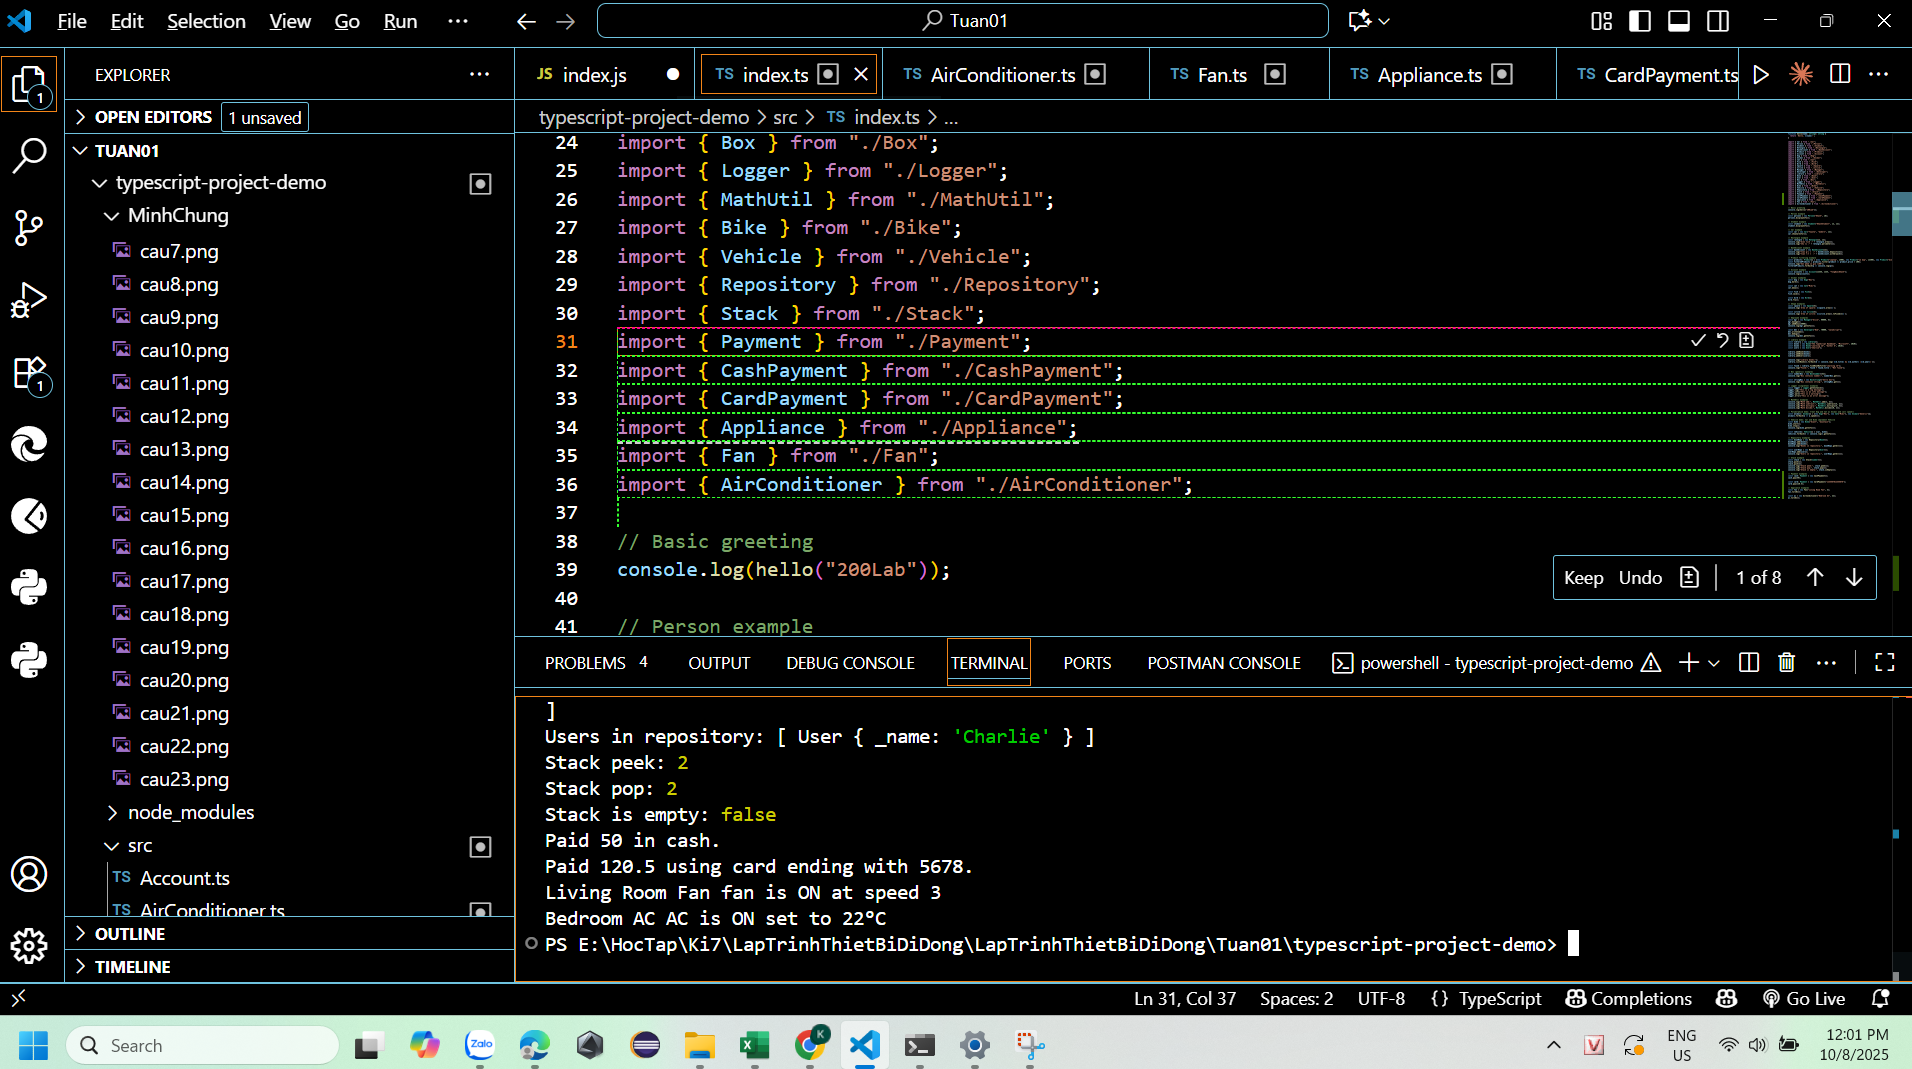 File Edit Selection View Go Run ···
Tuan01
EXPLORER
1
OPEN EDITORS 1 unsaved
TUAN01
typescript-project-demo
MinhChung
cau7.png
cau8.png
cau9.png
cau10.png
cau11.png
cau12.png
cau13.png
cau14.png
cau15.png
cau16.png
cau17.png
cau18.png
cau19.png
cau20.png
cau21.png
cau22.png
cau23.png
node_modules
src
TS Account.ts
TS AirConditioner.ts
OUTLINE
TIMELINE
1
JS index.js
TS index.ts
TS AirConditioner.ts
TS Fan.ts
TS Appliance.ts
TS CardPayment.ts
typescript-project-demo > src > TS index.ts > ...
24 import { Box } from "./Box";
25 import { Logger } from "./Logger";
26 import { MathUtil } from "./MathUtil";
27 import { Bike } from "./Bike";
28 import { Vehicle } from "./Vehicle";
29 import { Repository } from "./Repository";
30 import { Stack } from "./Stack";
31 import { Payment } from "./Payment";
32 import { CashPayment } from "./CashPayment";
33 import { CardPayment } from "./CardPayment";
34 import { Appliance } from "./Appliance";
35 import { Fan } from "./Fan";
36 import { AirConditioner } from "./AirConditioner";
37
38 // Basic greeting
39 console.log(hello("200Lab"));
40
41 // Person example
Keep Undo 1 of 8
PROBLEMS 4 OUTPUT DEBUG CONSOLE TERMINAL PORTS POSTMAN CONSOLE powershell - typescript-project-demo
]
Users in repository: [ User { _name: 'Charlie' } ]
Stack peek: 2
Stack pop: 2
Stack is empty: false
Paid 50 in cash.
Paid 120.5 using card ending with 5678.
Living Room Fan fan is ON at speed 3
Bedroom AC AC is ON set to 22°C
PS E:\HocTap\Ki7\LapTrinhThietBiDiDong\LapTrinhThietBiDiDong\Tuan01\typescript-project-demo>
Ln 31, Col 37 Spaces: 2 UTF-8 {} TypeScript Completions Go Live
Search
Zalo
K
V
ENG
US
12:01 PM
10/8/2025